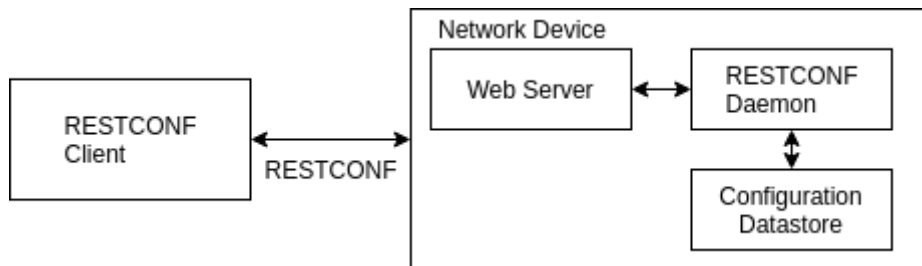 Network Device
Web Server
RESTCONF
Daemon
RESTCONF
Client
RESTCONF
Configuration
Datastore